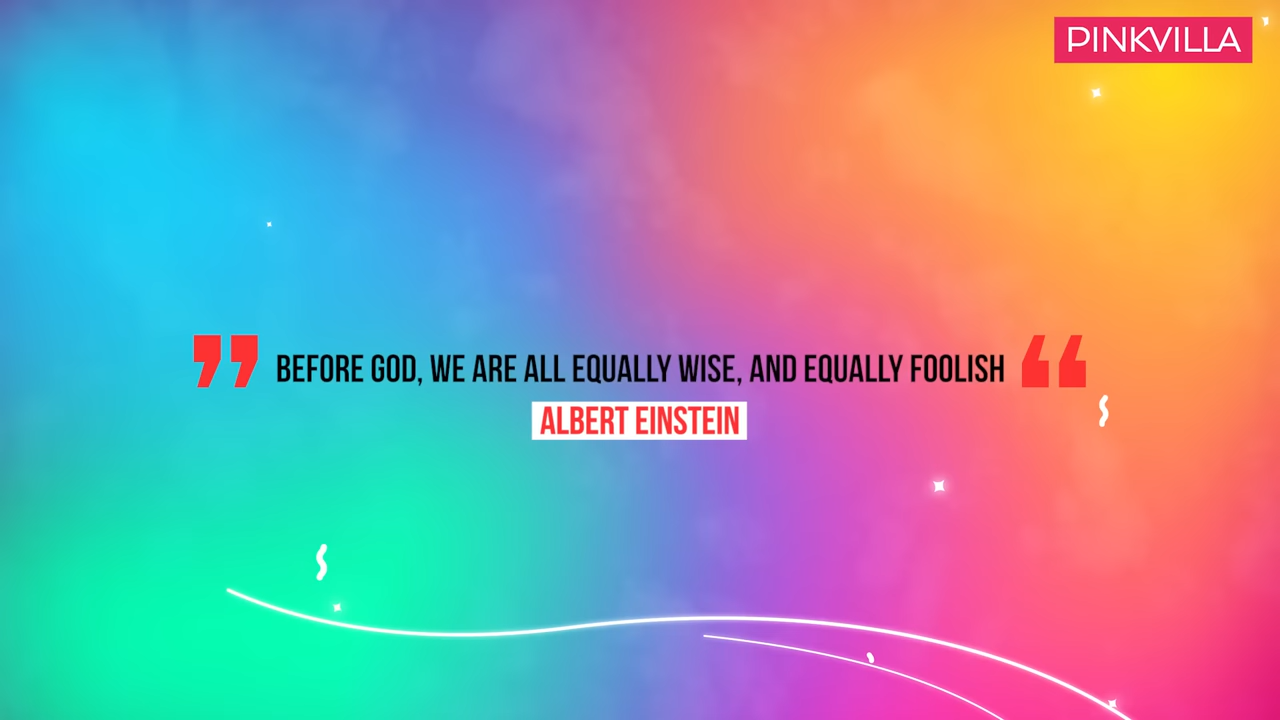 PINKVILLA
” BEFORE GOD, WE ARE ALL EQUALLY WISE, AND EQUALLY FOOLISH “
ALBERT EINSTEIN